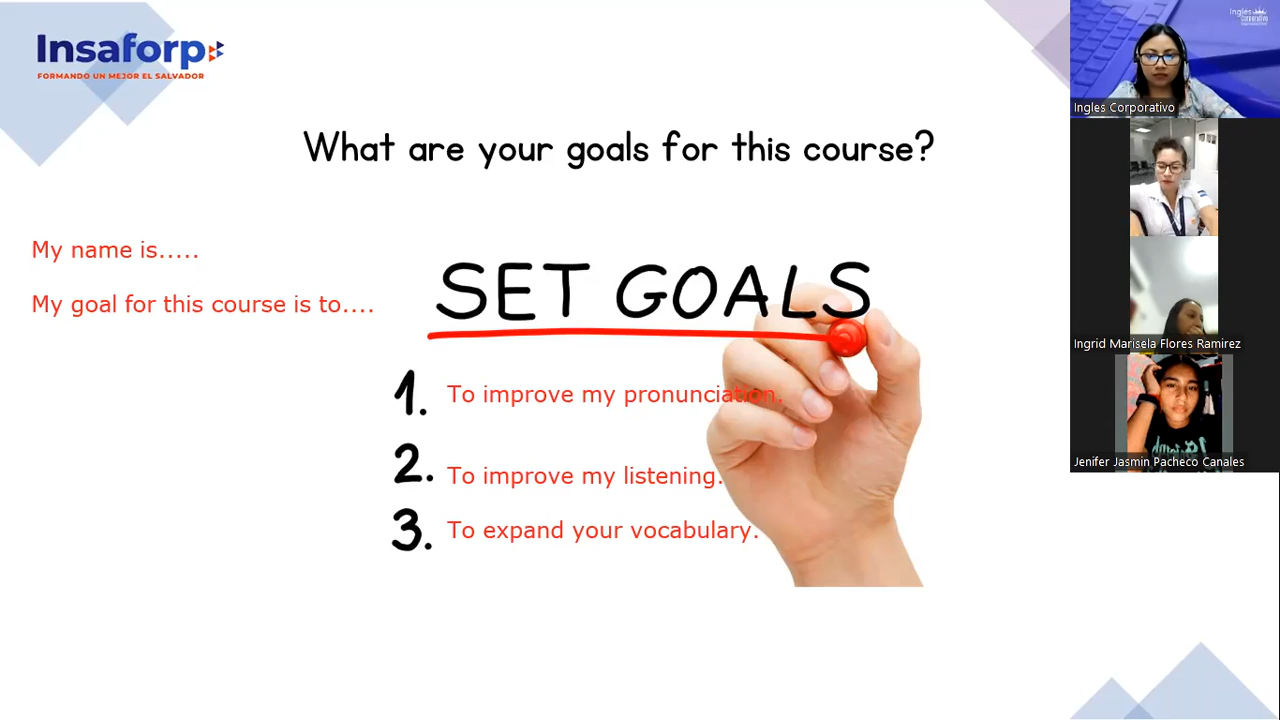 Insaforp
FORMANDO UN MEJOR EL SALVADOR
What are your goals for this course?
My name is.....
My goal for this course is to....
SET GOALS
1. To improve my pronunciation.
2. To improve my listening.
3. To expand your vocabulary.
Inglés
Corporativo
Ingles Corporativo
Ingrid Marisela Flores Ramirez
Jenifer Jasmin Pacheco Canales